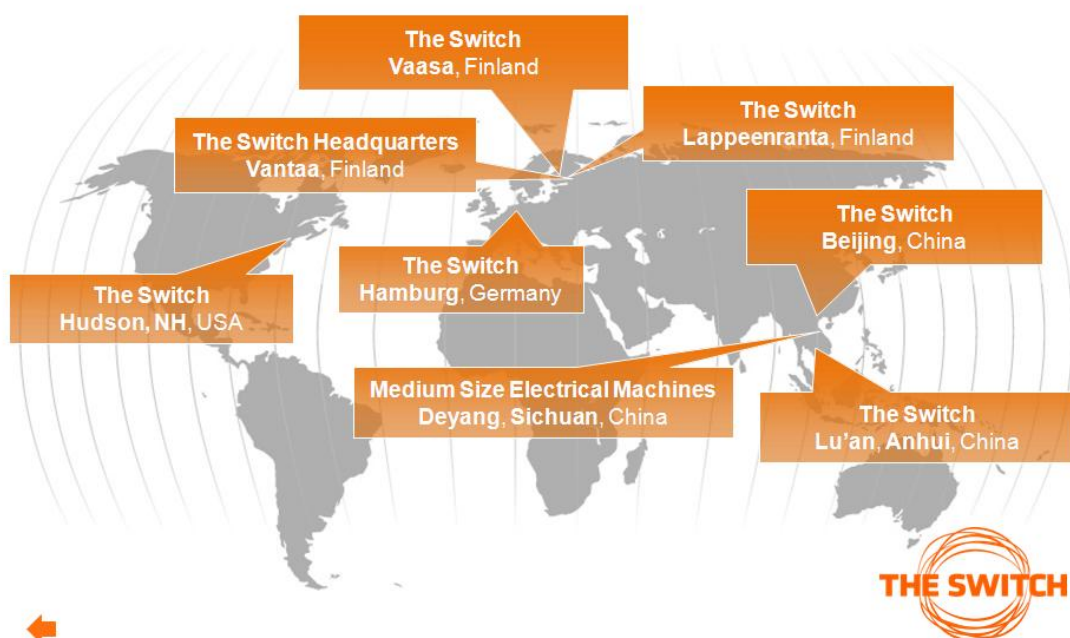 The Switch
Vaasa, Finland
The Switch Headquarters
Vantaa, Finland
The Switch
Lappeenranta, Finland
The Switch
Beijing, China
The Switch
Hamburg, Germany
The Switch
Hudson, NH, USA
Medium Size Electrical Machines
Deyang, Sichuan, China
The Switch
Lu’an, Anhui, China
THE SWITCH